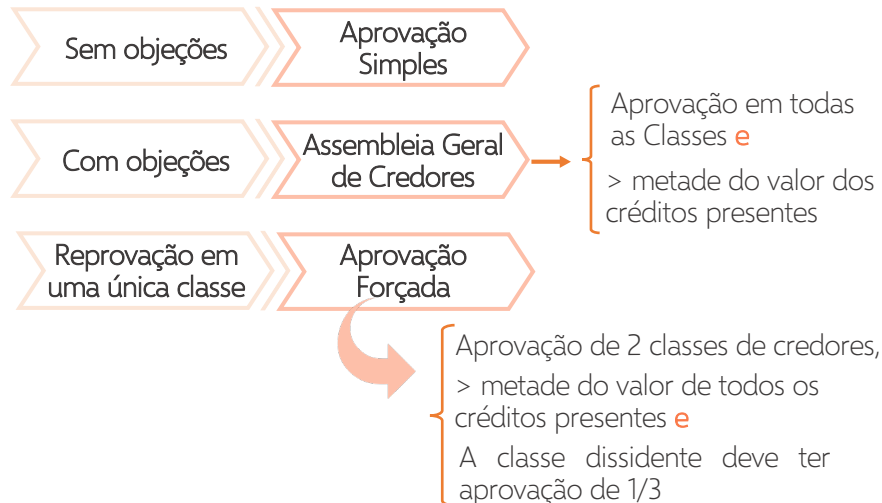 Sem objeções
Aprovação
Simples
Com objeções
Assembleia Geral
de Credores
Aprovação em todas
as Classes e
> metade do valor dos
créditos presentes
Reprovação em
uma única classe
Aprovação
Forçada
Aprovação de 2 classes de credores,
> metade do valor de todos os
créditos presentes e
A classe dissidente deve ter
aprovação de 1/3